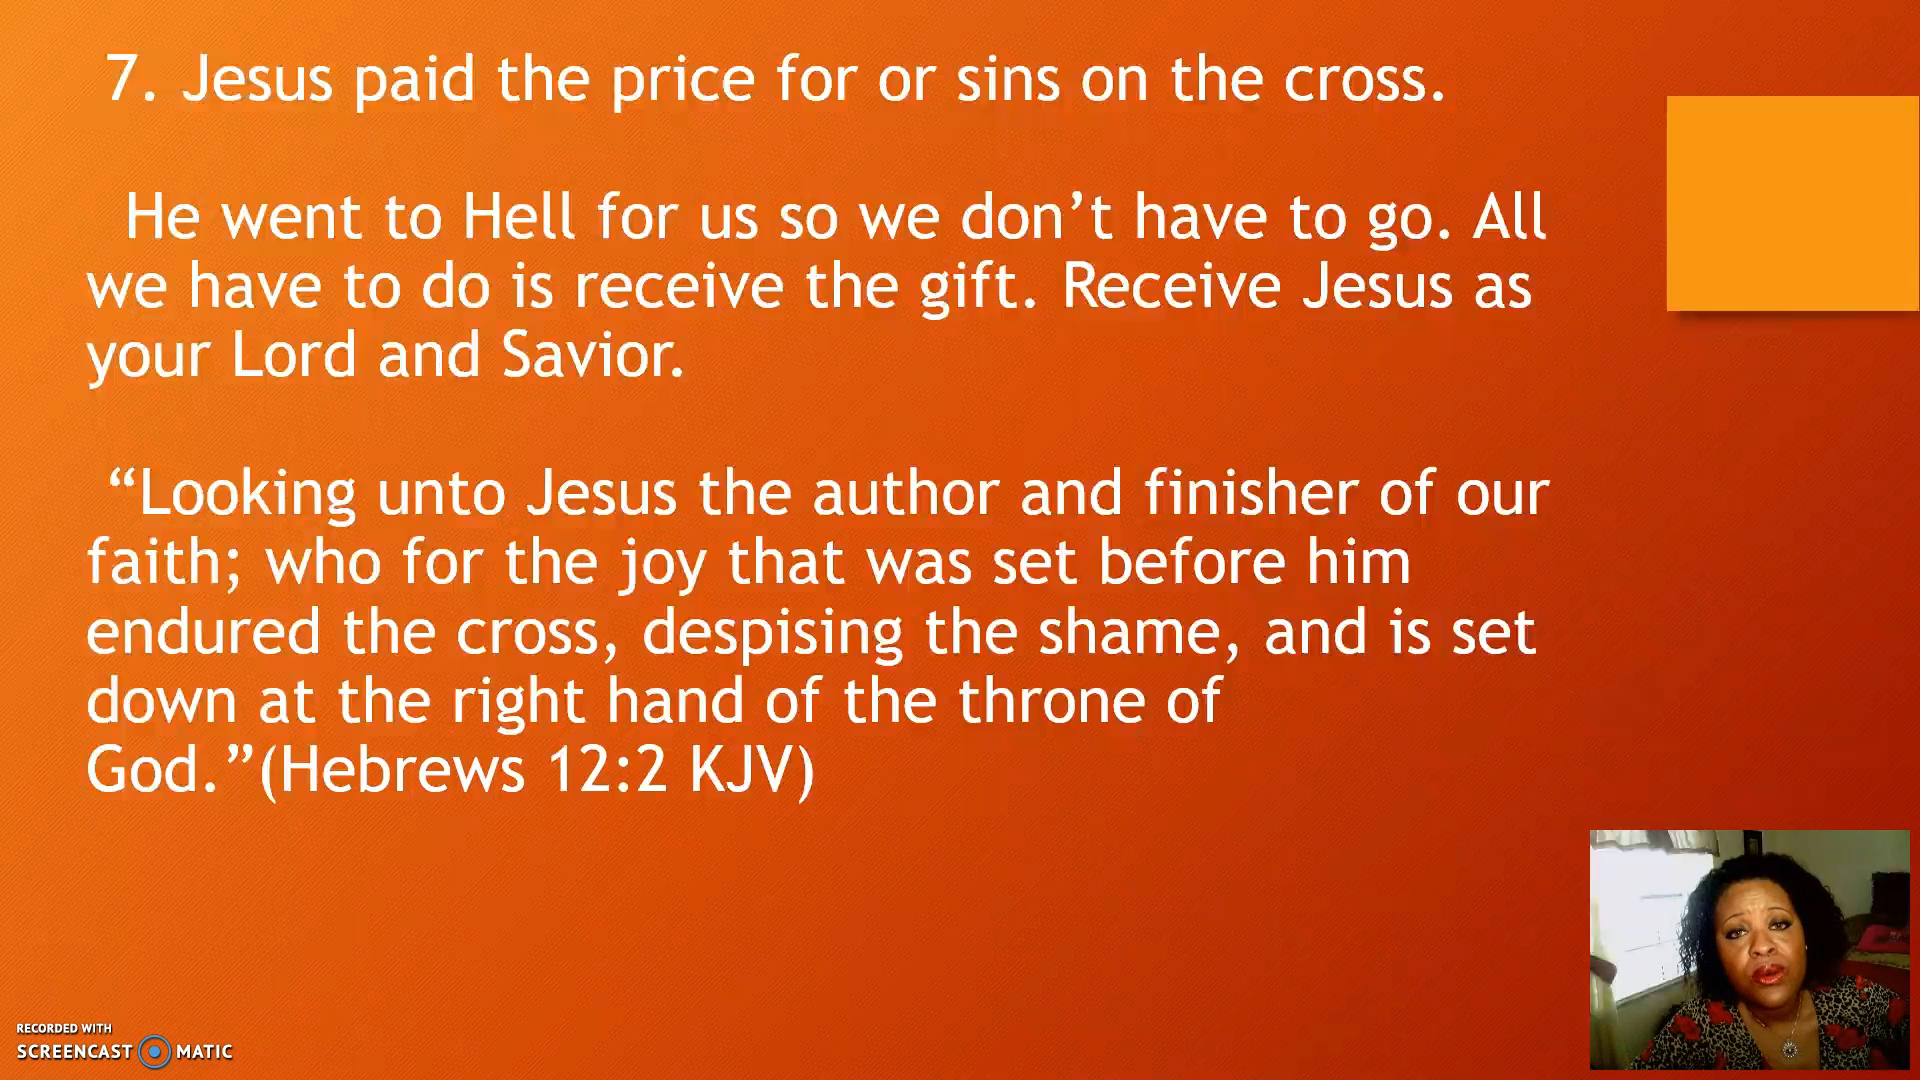 7. Jesus paid the price for or sins on the cross.
He went to Hell for us so we don’t have to go. All
we have to do is receive the gift. Receive Jesus as
your Lord and Savior.
“Looking unto Jesus the author and finisher of our
faith; who for the joy that was set before him
endured the cross, despising the shame, and is set
down at the right hand of the throne of
God.”(Hebrews 12:2 KJV)
RECORDED WITH
SCREENCAST MATIC